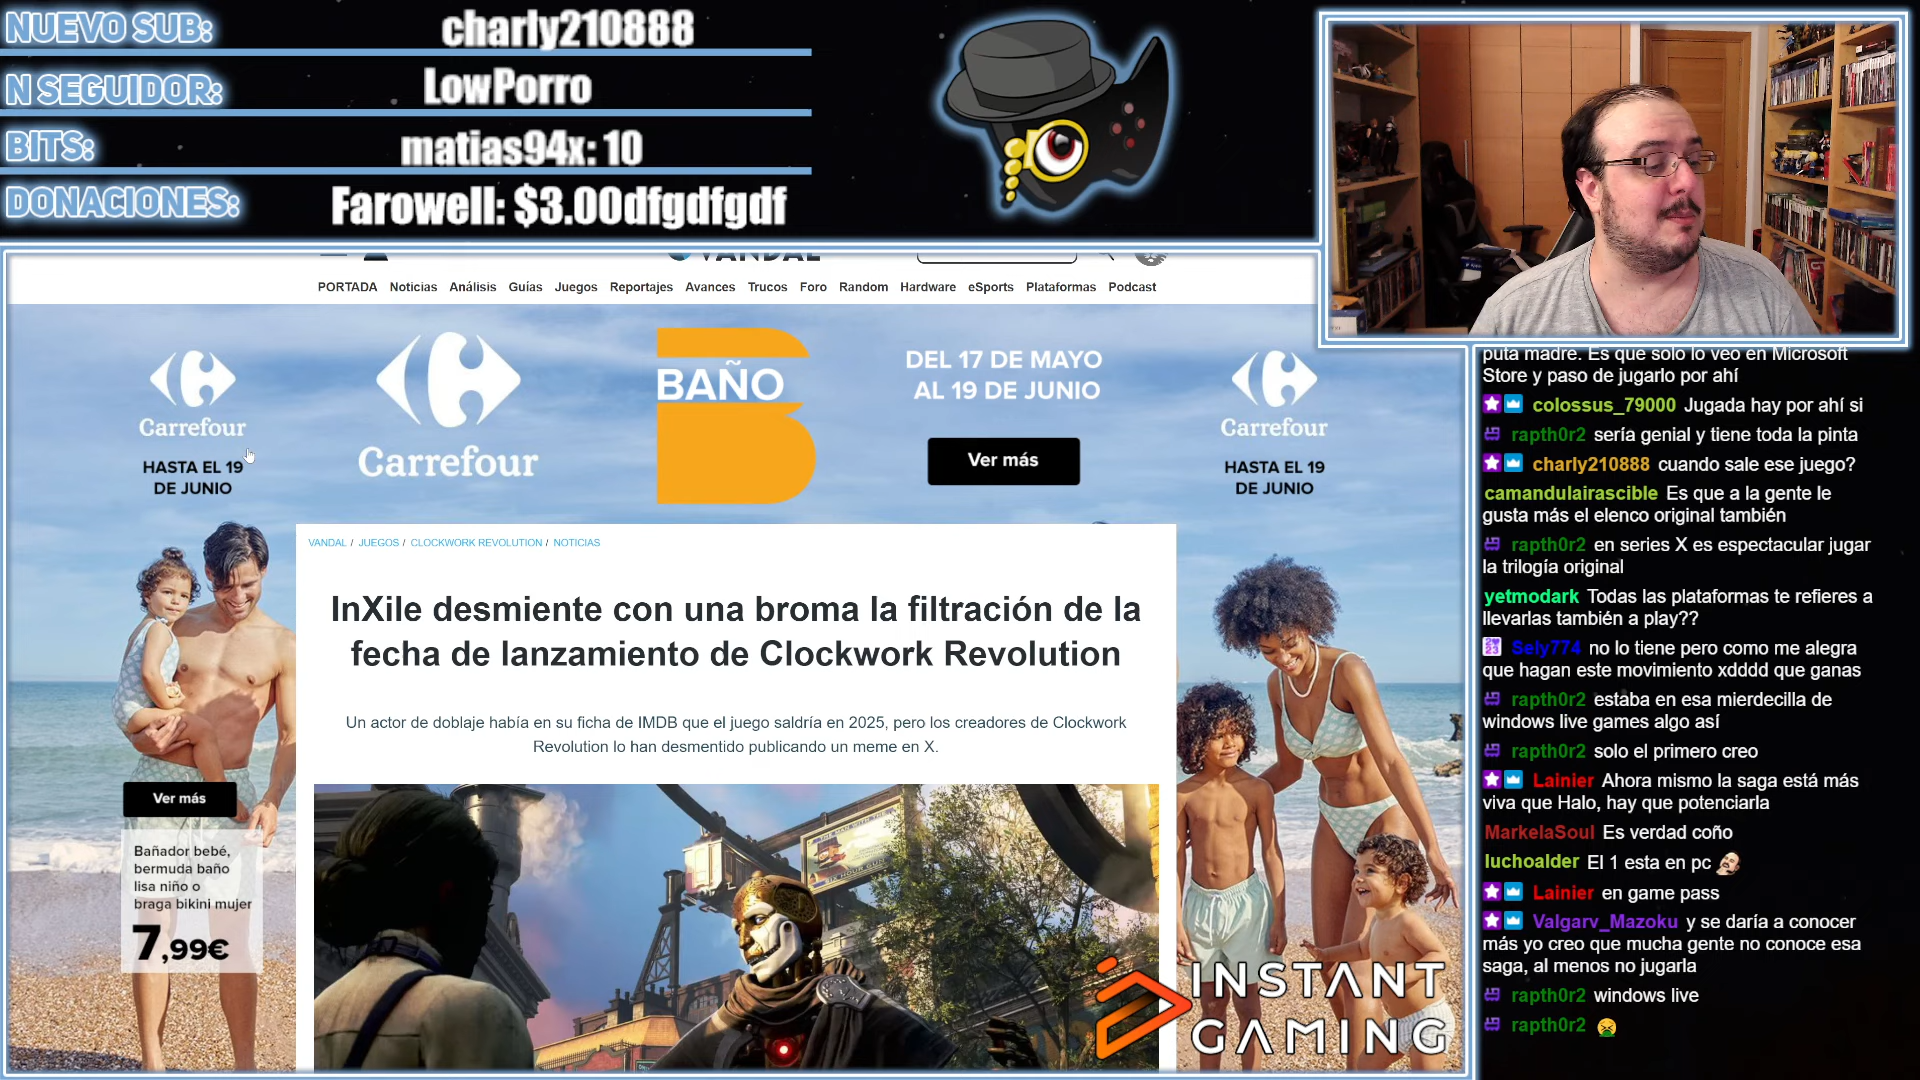 NUEVO SUB:
charly210888
N SEGUIDOR:
LowPorro
BITS:
matias94x: 10
DONACIONES:
Farowell: $3.00dfgdfgdf
VANDAL
PORTADA Noticias Análisis Guías Juegos Reportajes Avances Trucos Foro Random Hardware eSports Plataformas Podcast
Carrefour
HASTA EL 19
DE JUNIO
Carrefour
BAÑO
DEL 17 DE MAYO
AL 19 DE JUNIO
Ver más
Carrefour
HASTA EL 19
DE JUNIO
VANDAL / JUEGOS / CLOCKWORK REVOLUTION / NOTICIAS
InXile desmiente con una broma la filtración de la
fecha de lanzamiento de Clockwork Revolution
Un actor de doblaje había en su ficha de IMDB que el juego saldría en 2025, pero los creadores de Clockwork
Revolution lo han desmentido publicando un meme en X.
Ver más
Bañador bebé,
bermuda baño
lisa niño o
braga bikini mujer
7,99€
INSTANT
GAMING
puta madre. Es que solo lo veo en Microsoft
Store y paso de jugarlo por ahí
colossus_79000 Jugada hay por ahí si
rapth0r2 sería genial y tiene toda la pinta
charly210888 cuando sale ese juego?
camandulairascible Es que a la gente le
gusta más el elenco original también
rapth0r2 en series X es espectacular jugar
la trilogía original
yetmodark Todas las plataformas te refieres a
llevarlas también a play??
Sely774 no lo tiene pero como me alegra
que hagan este movimiento xdddd que ganas
rapth0r2 estaba en esa mierdecilla de
windows live games algo así
rapth0r2 solo el primero creo
Lainier Ahora mismo la saga está más
viva que Halo, hay que potenciarla
MarkelaSoul Es verdad coño
luchoalder El 1 esta en pc
Lainier en game pass
Valgarv_Mazoku y se daría a conocer
más yo creo que mucha gente no conoce esa
saga, al menos no jugarla
rapth0r2 windows live
rapth0r2